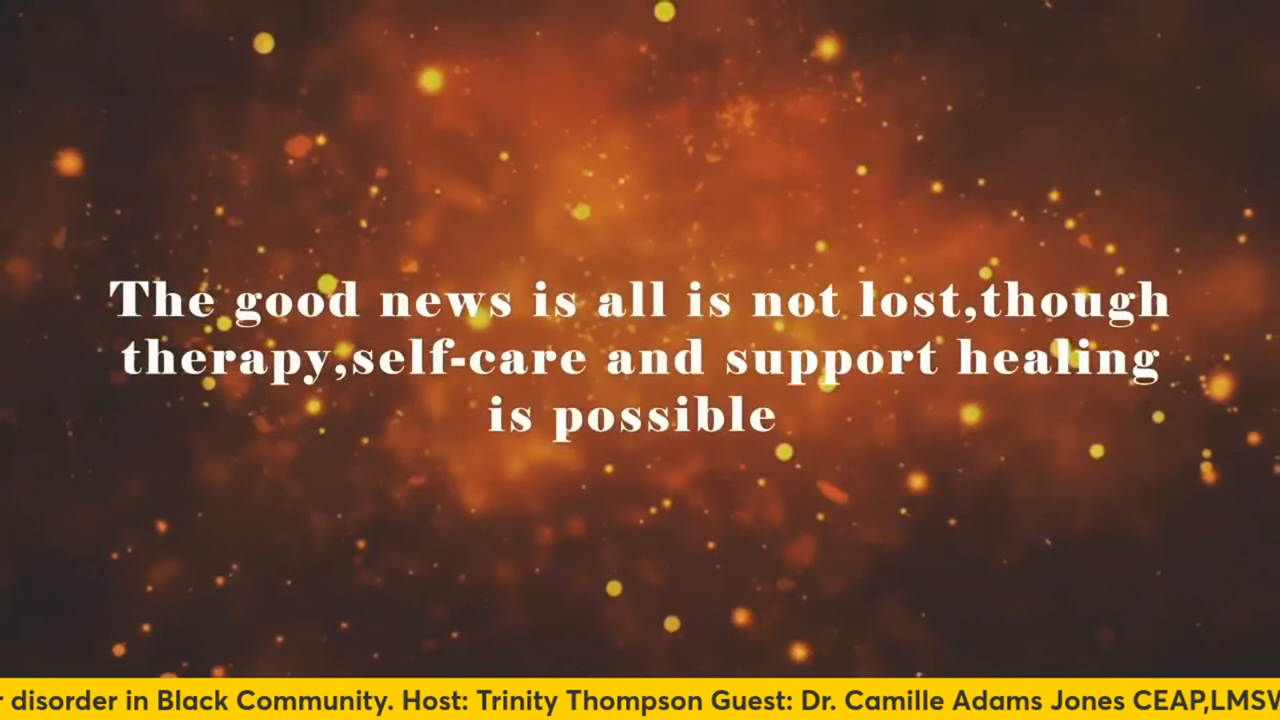 The good news is all is not lost,though
therapy,self-care and support healing
is possible
disorder in Black Community. Host: Trinity Thompson Guest: Dr. Camille Adams Jones CEAP,LMSW